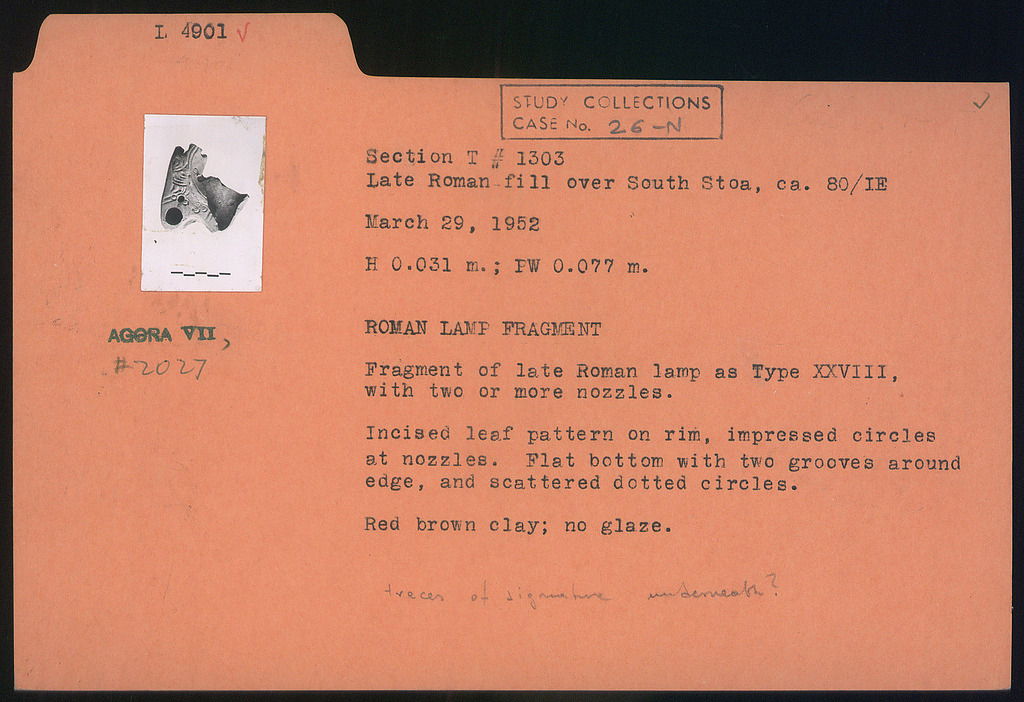 L 4901 ✓
STUDY COLLECTIONS
CASE No. 26-N
✓
Section T # 1303
Late Roman fill over South Stoa, ca. 80/IE
March 29, 1952
H 0.031 m.; PW 0.077 m.
AGORA VII,
#2027
ROMAN LAMP FRAGMENT
Fragment of late Roman lamp as Type XXVIII,
with two or more nozzles.
Incised leaf pattern on rim, impressed circles
at nozzles. Flat bottom with two grooves around
edge, and scattered dotted circles.
Red brown clay; no glaze.
traces of signature underneath?